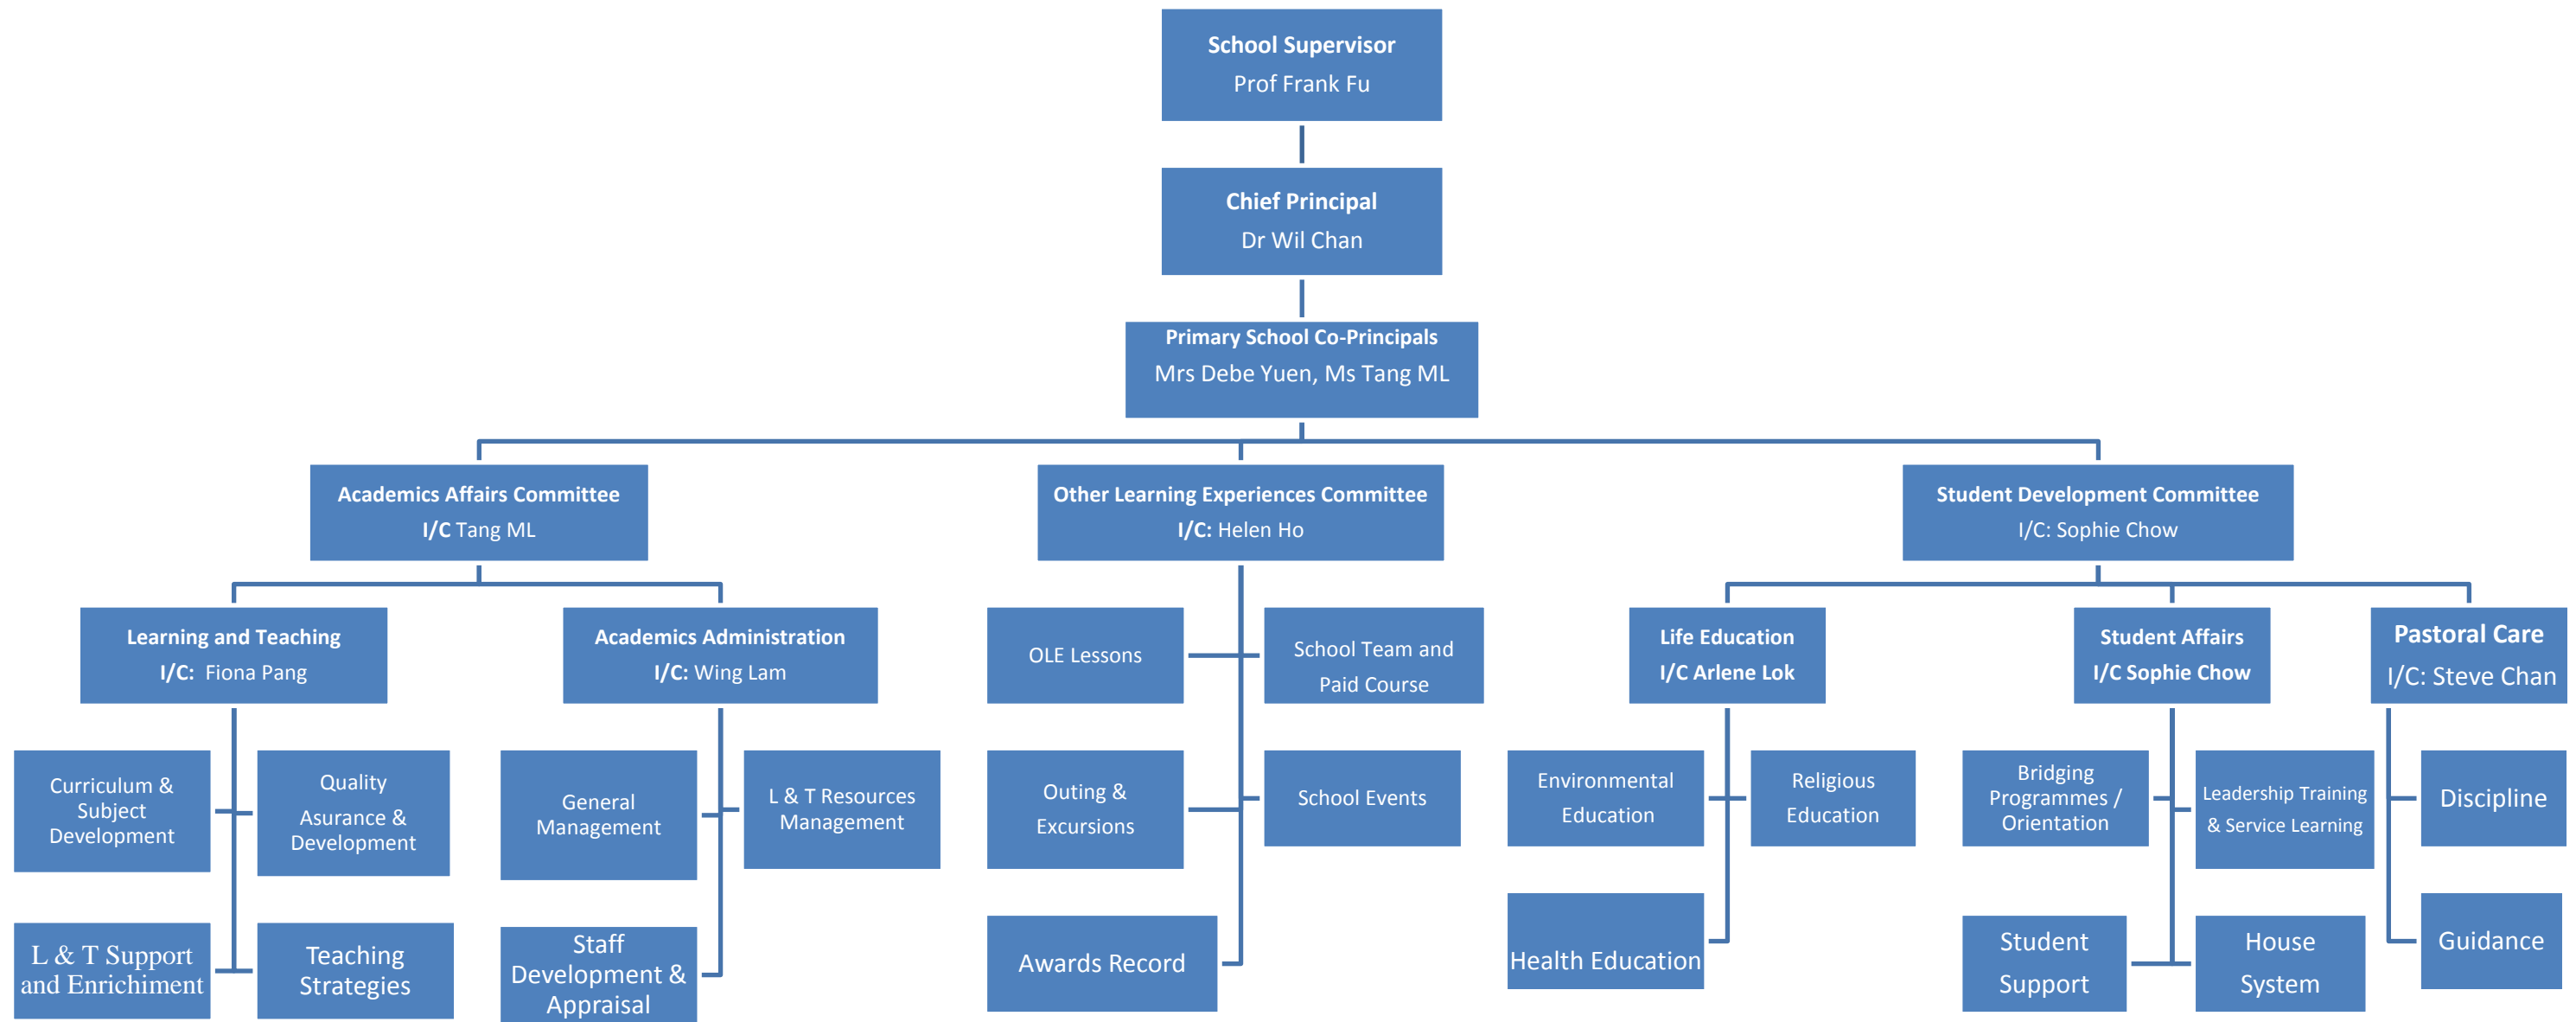 School Supervisor
Prof Frank Fu
Chief Principal
Dr Wil Chan
Primary School Co-Principals
Mrs Debe Yuen, Ms Tang ML
Academics Affairs Committee
I/C Tang ML
Other Learning Experiences Committee
I/C: Helen Ho
Student Development Committee
I/C: Sophie Chow
Learning and Teaching
I/C: Fiona Pang
Academics Administration
I/C: Wing Lam
OLE Lessons
School Team and
Paid Course
Life Education
I/C Arlene Lok
Student Affairs
I/C Sophie Chow
Pastoral Care
I/C: Steve Chan
Curriculum &
Subject
Development
Quality
Asurance &
Development
General
Management
L & T Resources
Management
Outing &
Excursions
School Events
Environmental
Education
Religious
Education
Bridging
Programmes /
Orientation
Leadership Training
& Service Learning
Discipline
L & T Support
and Enrichiment
Teaching
Strategies
Staff
Development &
Appraisal
Awards Record
Health Education
Student
Support
House
System
Guidance